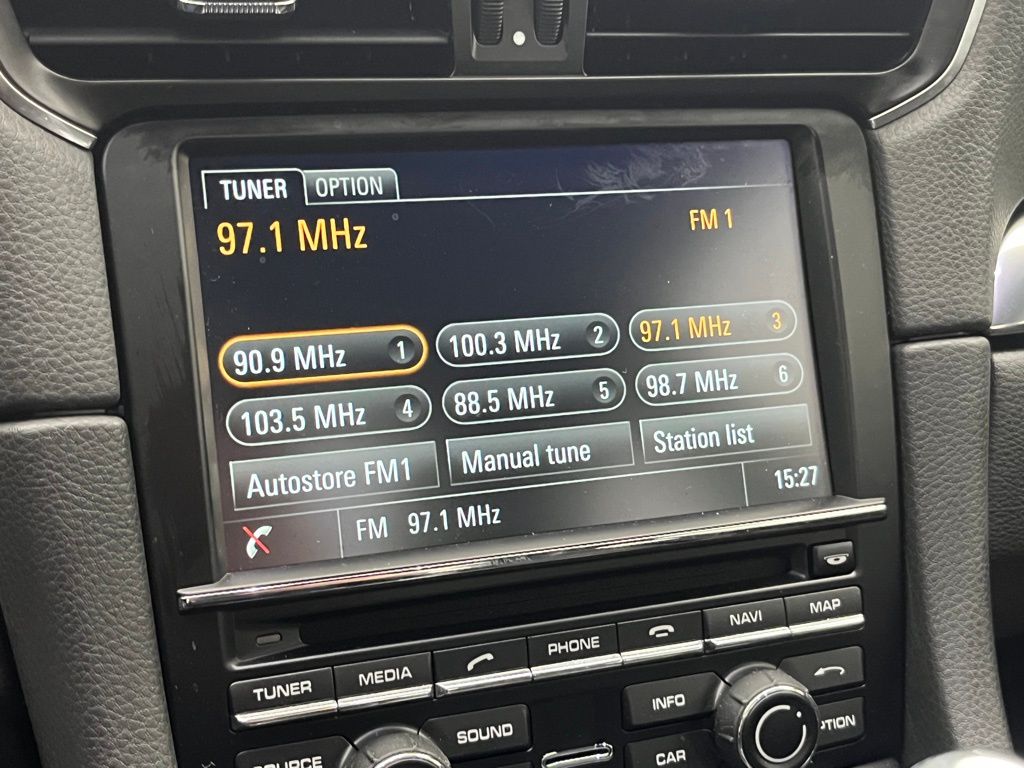 TUNER OPTION
97.1 MHz FM 1
90.9 MHz 1 100.3 MHz 2 97.1 MHz 3
103.5 MHz 4 88.5 MHz 5 98.7 MHz 6
Autostore FM1 Manual tune Station list
FM 97.1 MHz 15:27
TUNER MEDIA PHONE NAVI MAP
SOUND INFO
SOURCE CAR PTION